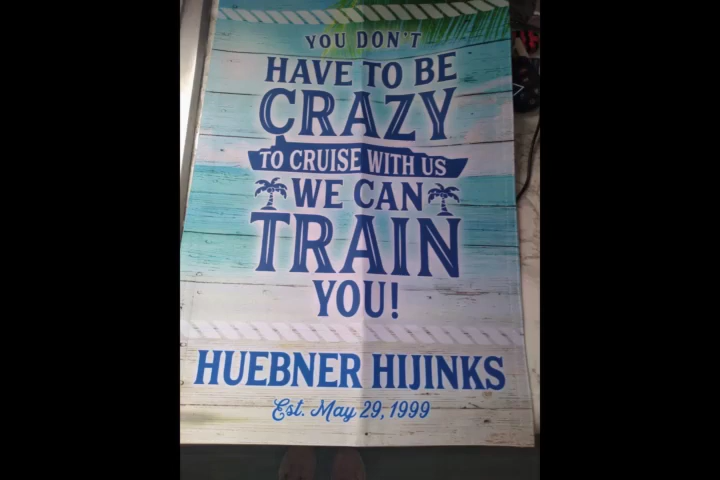 YOU DON'T
HAVE TO BE
CRAZY
TO CRUISE WITH US
WE CAN
TRAIN
YOU!
HUEBNER HIJINKS
Est. May 29, 1999